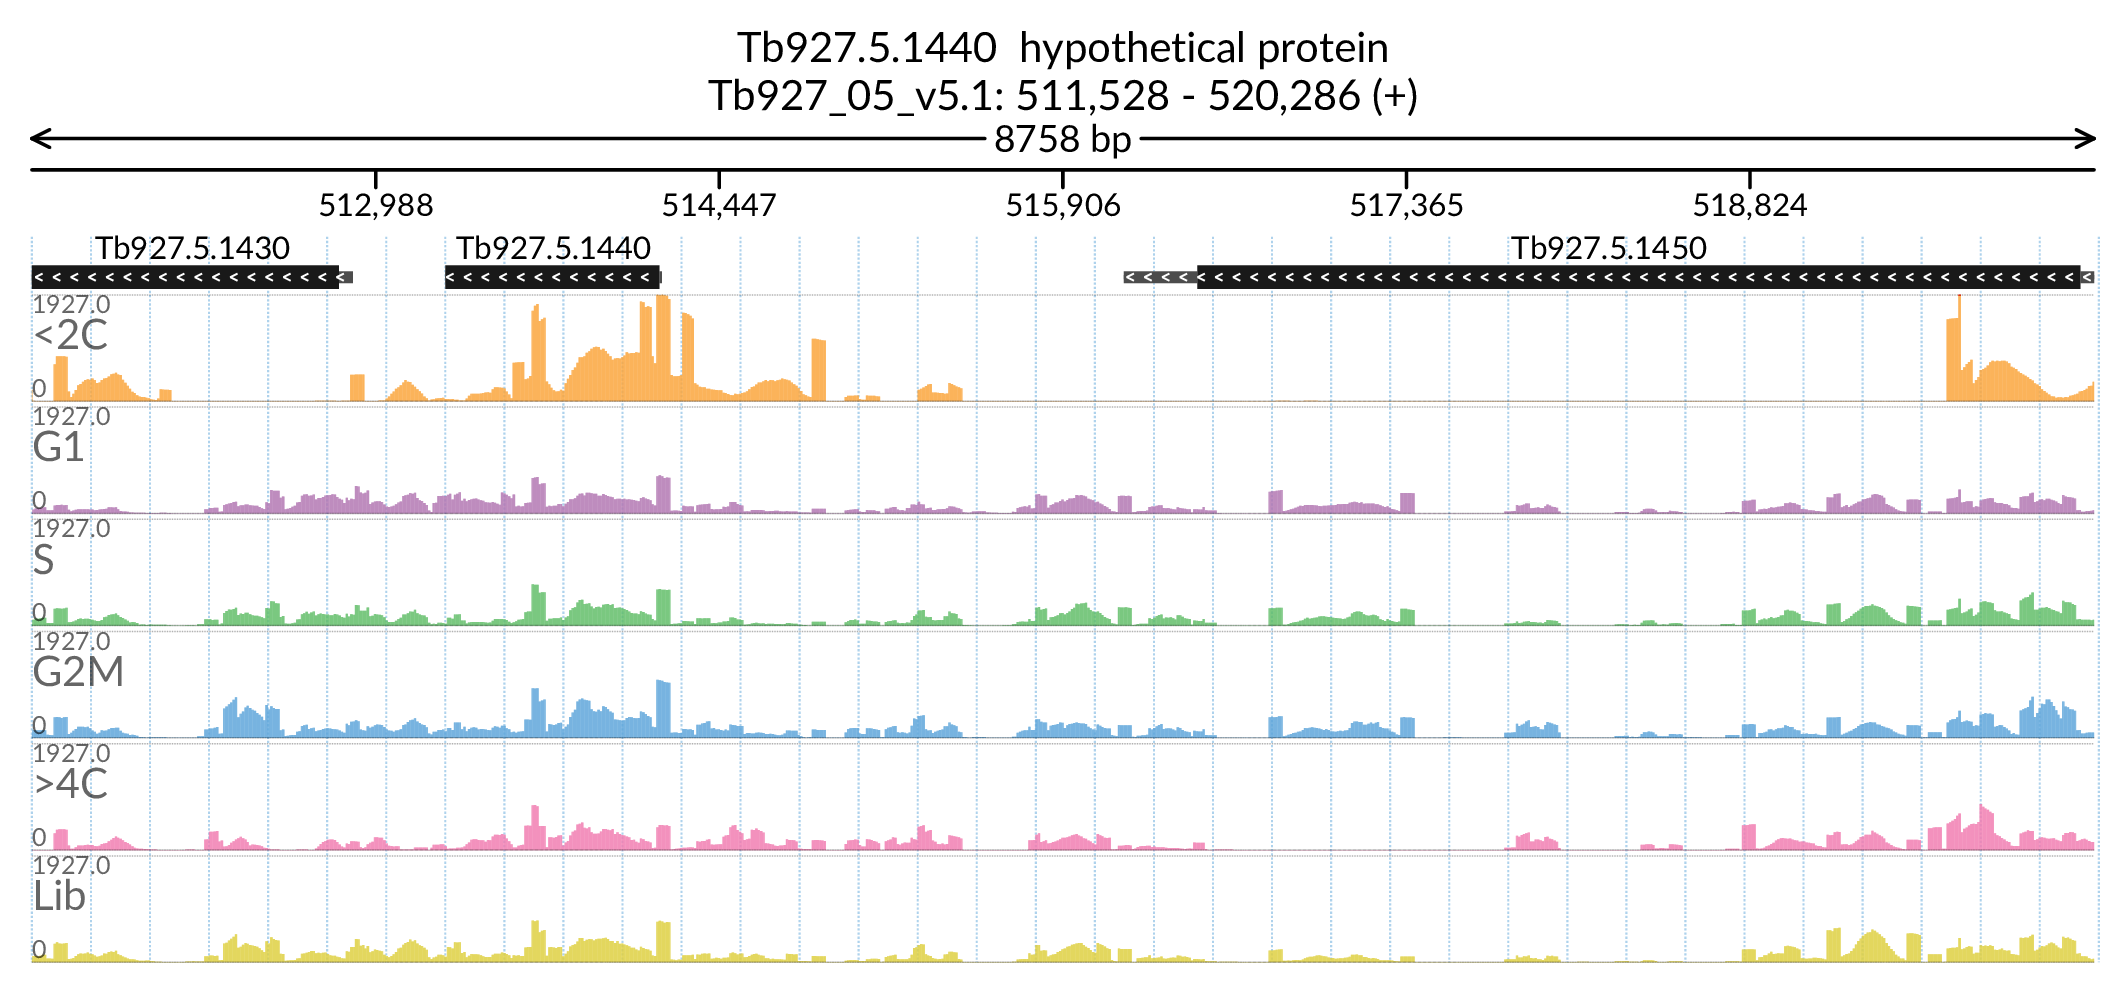 Tb927.5.1440 hypothetical protein
Tb927_05_v5.1: 511,528 - 520,286 (+)
8758 bp
512,988 514,447 515,906 517,365 518,824
Tb927.5.1430 Tb927.5.1440 Tb927.5.1450
1927.0
<2C
0
1927.0
G1
0
1927.0
S
0
1927.0
G2M
0
1927.0
>4C
0
1927.0
Lib
0